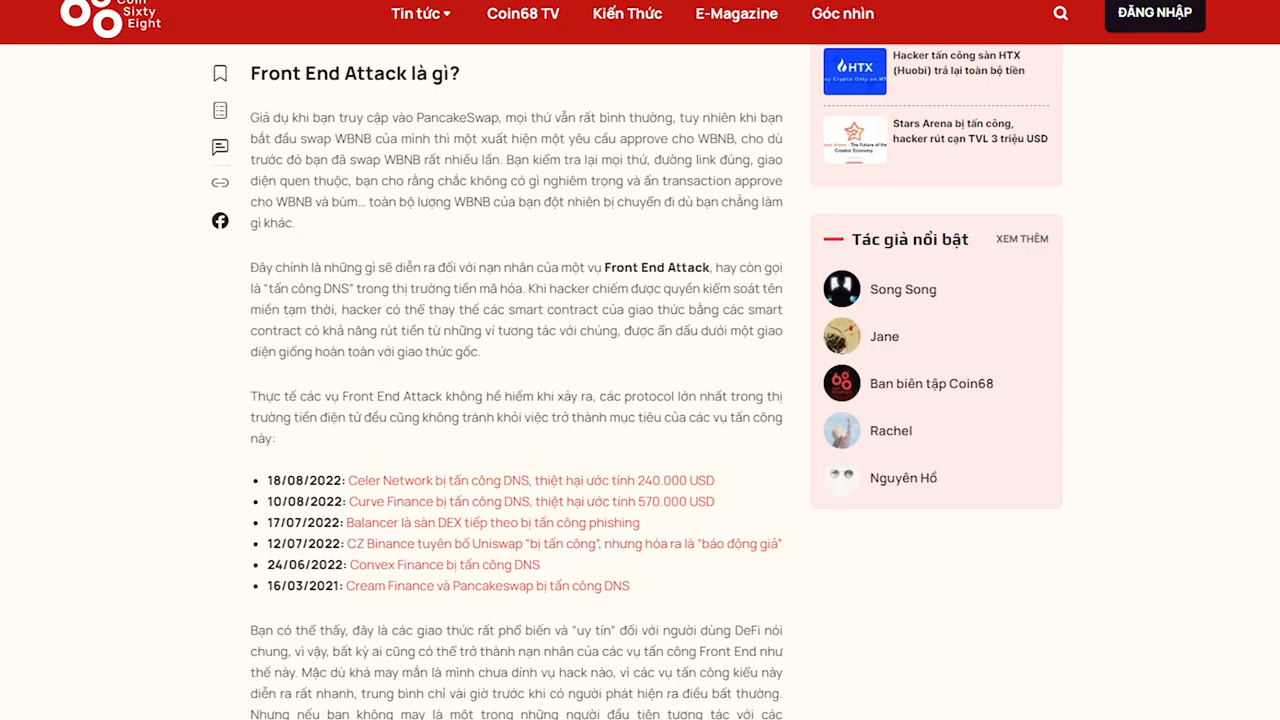 Coin
Sixty
Eight
Tin tức
Coin68 TV
Kiến Thức
E-Magazine
Góc nhìn
ĐĂNG NHẬP
Front End Attack là gì?
Giả dụ khi bạn truy cập vào PancakeSwap, mọi thứ vẫn rất bình thường, tuy nhiên khi bạn
bắt đầu swap WBNB của mình thì một xuất hiện một yêu cầu approve cho WBNB, cho dù
trước đó bạn đã swap WBNB rất nhiều lần. Bạn kiểm tra lại mọi thứ, đường link đúng, giao
diện quen thuộc, bạn cho rằng chắc không có gì nghiêm trọng và ấn transaction approve
cho WBNB và bùm… toàn bộ lượng WBNB của bạn đột nhiên bị chuyển đi dù bạn chẳng làm
gì khác.
Đây chính là những gì sẽ diễn ra đối với nạn nhân của một vụ Front End Attack, hay còn gọi
là “tấn công DNS” trong thị trường tiền mã hóa. Khi hacker chiếm được quyền kiểm soát tên
miền tạm thời, hacker có thể thay thế các smart contract của giao thức bằng các smart
contract có khả năng rút tiền từ những ví tương tác với chúng, được ẩn dấu dưới một giao
diện giống hoàn toàn với giao thức gốc.
Thực tế các vụ Front End Attack không hề hiếm khi xảy ra, các protocol lớn nhất trong thị
trường tiền điện tử đều cũng không tránh khỏi việc trở thành mục tiêu của các vụ tấn công
này:
18/08/2022: Celer Network bị tấn công DNS, thiệt hại ước tính 240.000 USD
10/08/2022: Curve Finance bị tấn công DNS, thiệt hại ước tính 570.000 USD
17/07/2022: Balancer là sàn DEX tiếp theo bị tấn công phishing
12/07/2022: CZ Binance tuyên bố Uniswap “bị tấn công”, nhưng hóa ra là “báo động giả”
24/06/2022: Convex Finance bị tấn công DNS
16/03/2021: Cream Finance và Pancakeswap bị tấn công DNS
Bạn có thể thấy, đây là các giao thức rất phổ biến và “uy tín” đối với người dùng DeFi nói
chung, vì vậy, bất kỳ ai cũng có thể trở thành nạn nhân của các vụ tấn công Front End như
thế này. Mặc dù khá may mắn là mình chưa dính vụ hack nào, vì các vụ tấn công kiểu này
diễn ra rất nhanh, trung bình chỉ vài giờ trước khi có người phát hiện ra điều bất thường.
Nhưng nếu bạn không may là một trong những người đầu tiên tương tác với các
HTX
Hacker tấn công sàn HTX
(Huobi) trả lại toàn bộ tiền
Stars Arena bị tấn công,
hacker rút cạn TVL 3 triệu USD
Tác giả nổi bật
XEM THÊM
Song Song
Jane
Ban biên tập Coin68
Rachel
Nguyên Hồ